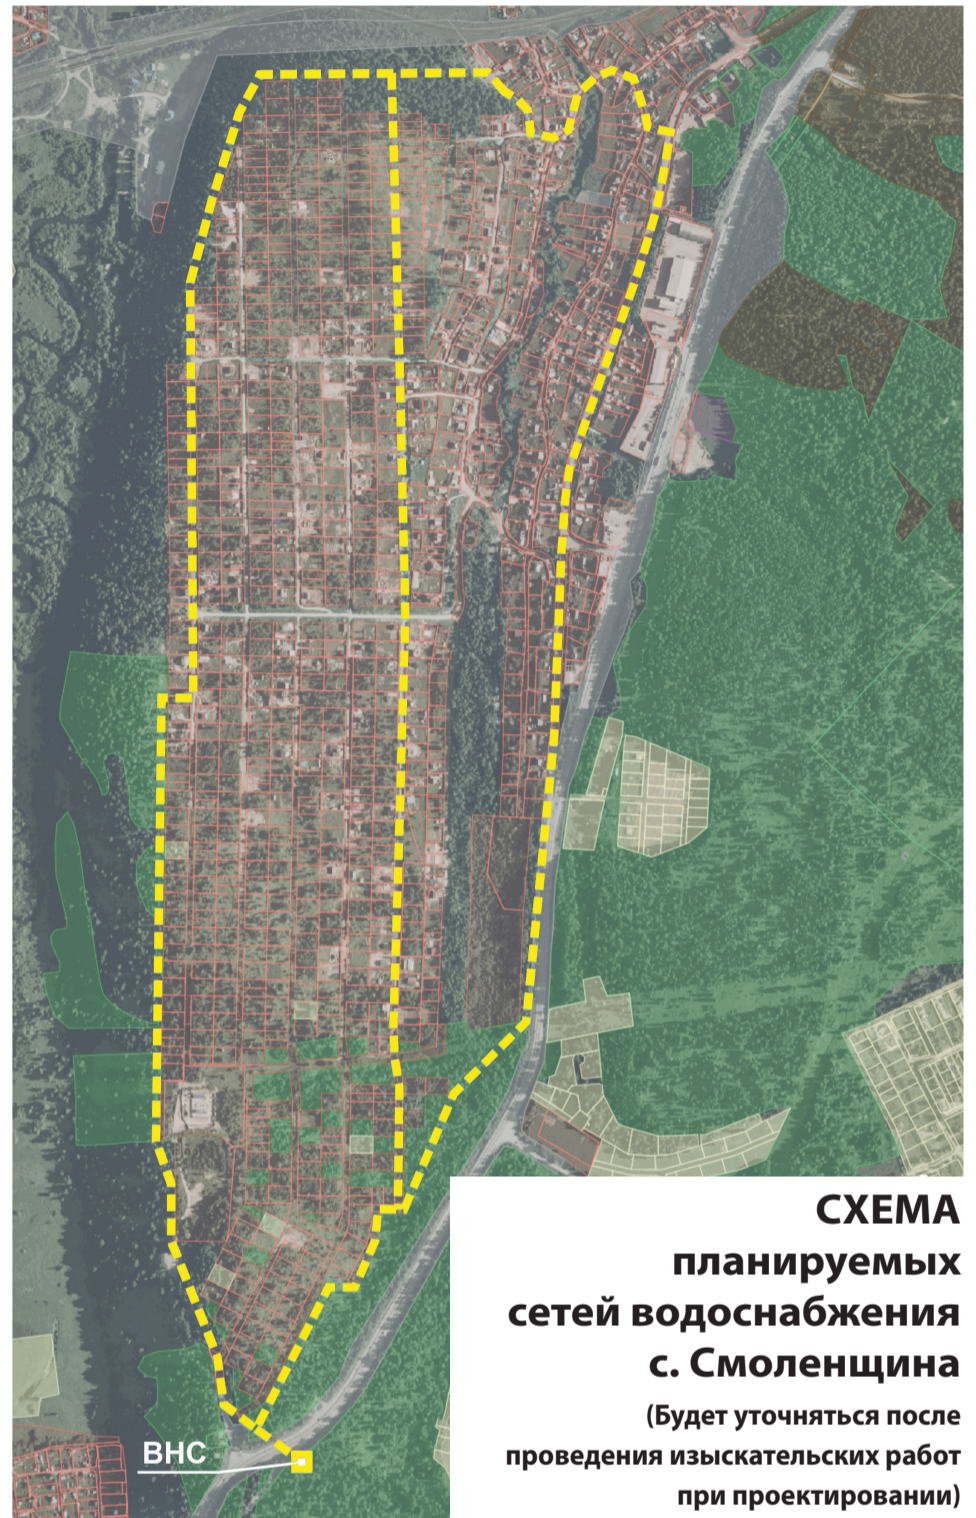 СХЕМА
планируемых
сетей водоснабжения
с. Смоленщина
(Будет уточняться после
проведения изыскательских работ
при проектировании)
ВНС